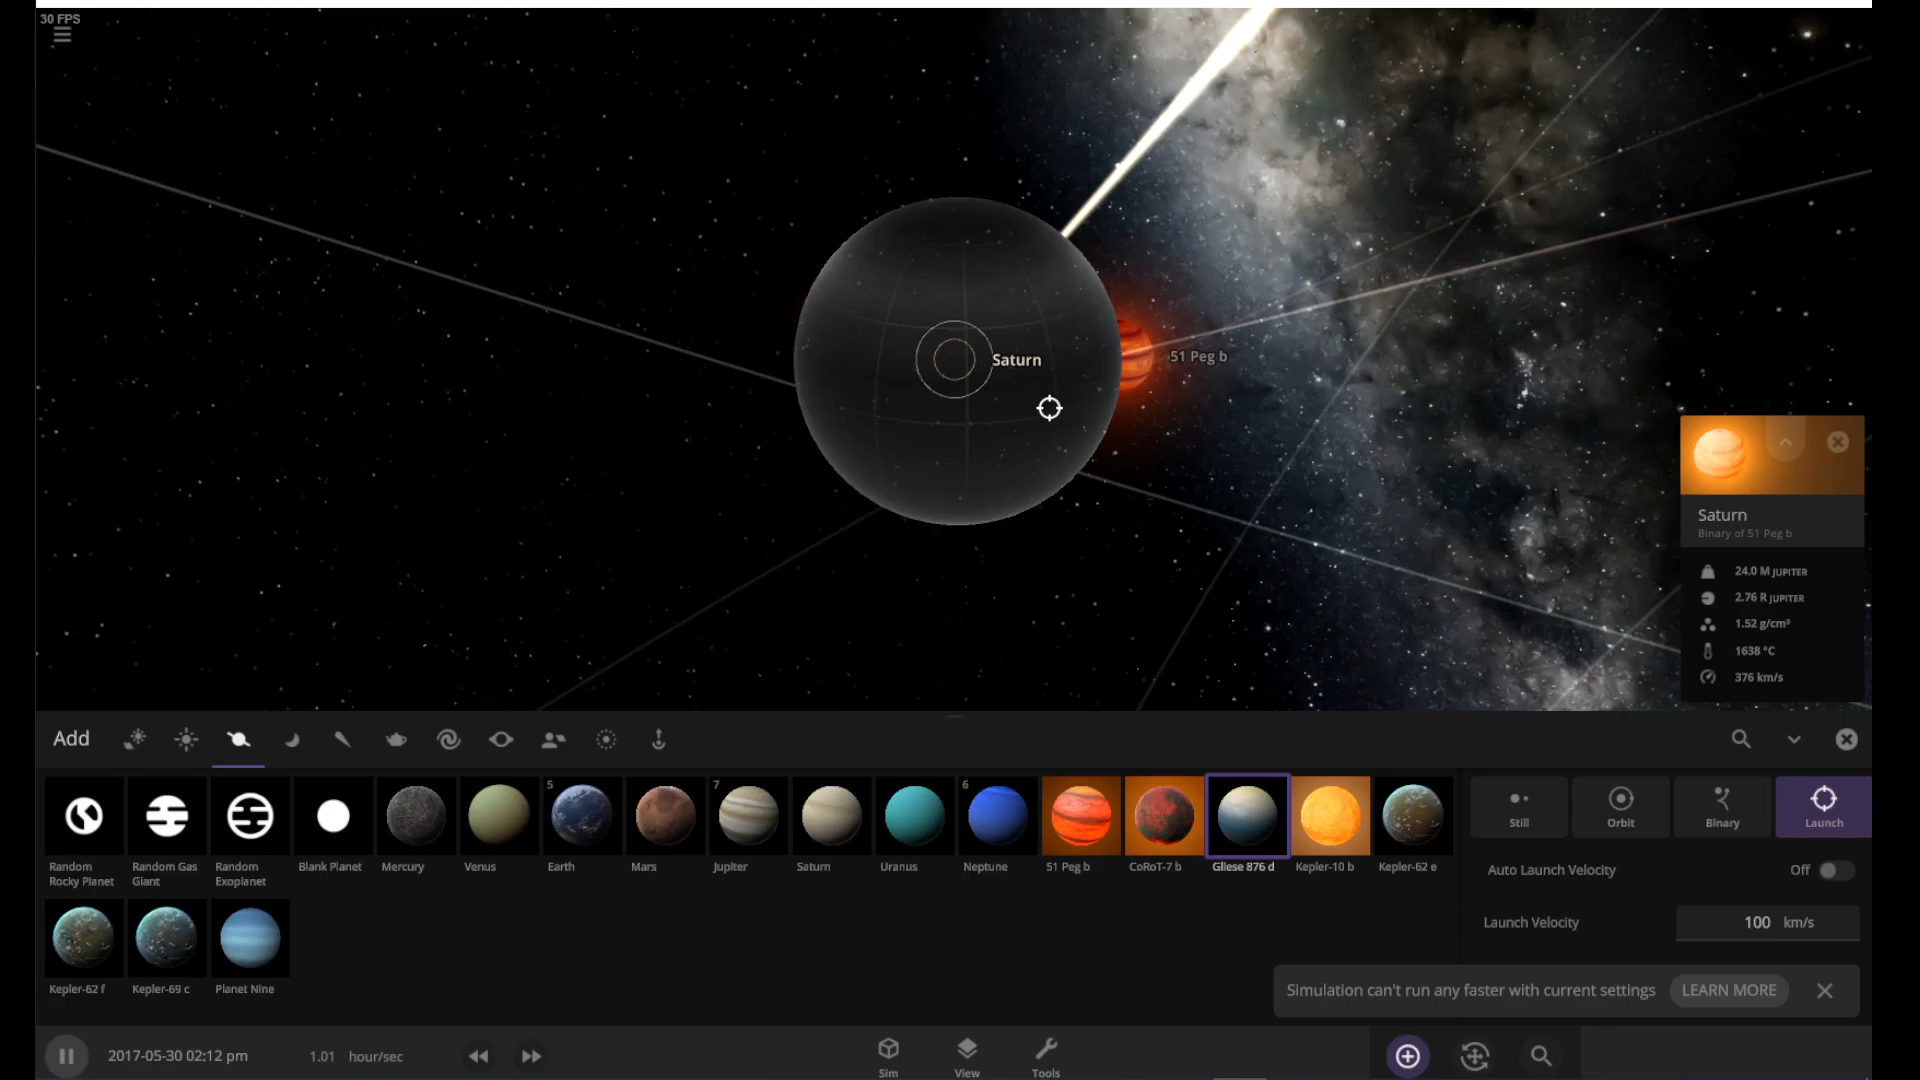 30 FPS
Saturn
51 Peg b
Saturn
Binary of 51 Peg b
24.0 M JUPITER
2.76 R JUPITER
1.52 g/cm³
1638 °C
376 km/s
Add
5
7
6
Random Rocky Planet
Random Gas Giant
Random Exoplanet
Blank Planet
Mercury
Venus
Earth
Mars
Jupiter
Saturn
Uranus
Neptune
51 Peg b
CoRoT-7 b
Gliese 876 d
Kepler-10 b
Kepler-62 e
Kepler-62 f
Kepler-69 c
Planet Nine
Still
Orbit
Binary
Launch
Auto Launch Velocity Off
Launch Velocity 100 km/s
Simulation can't run any faster with current settings LEARN MORE
2017-05-30 02:12 pm 1.01 hour/sec
Sim
View
Tools